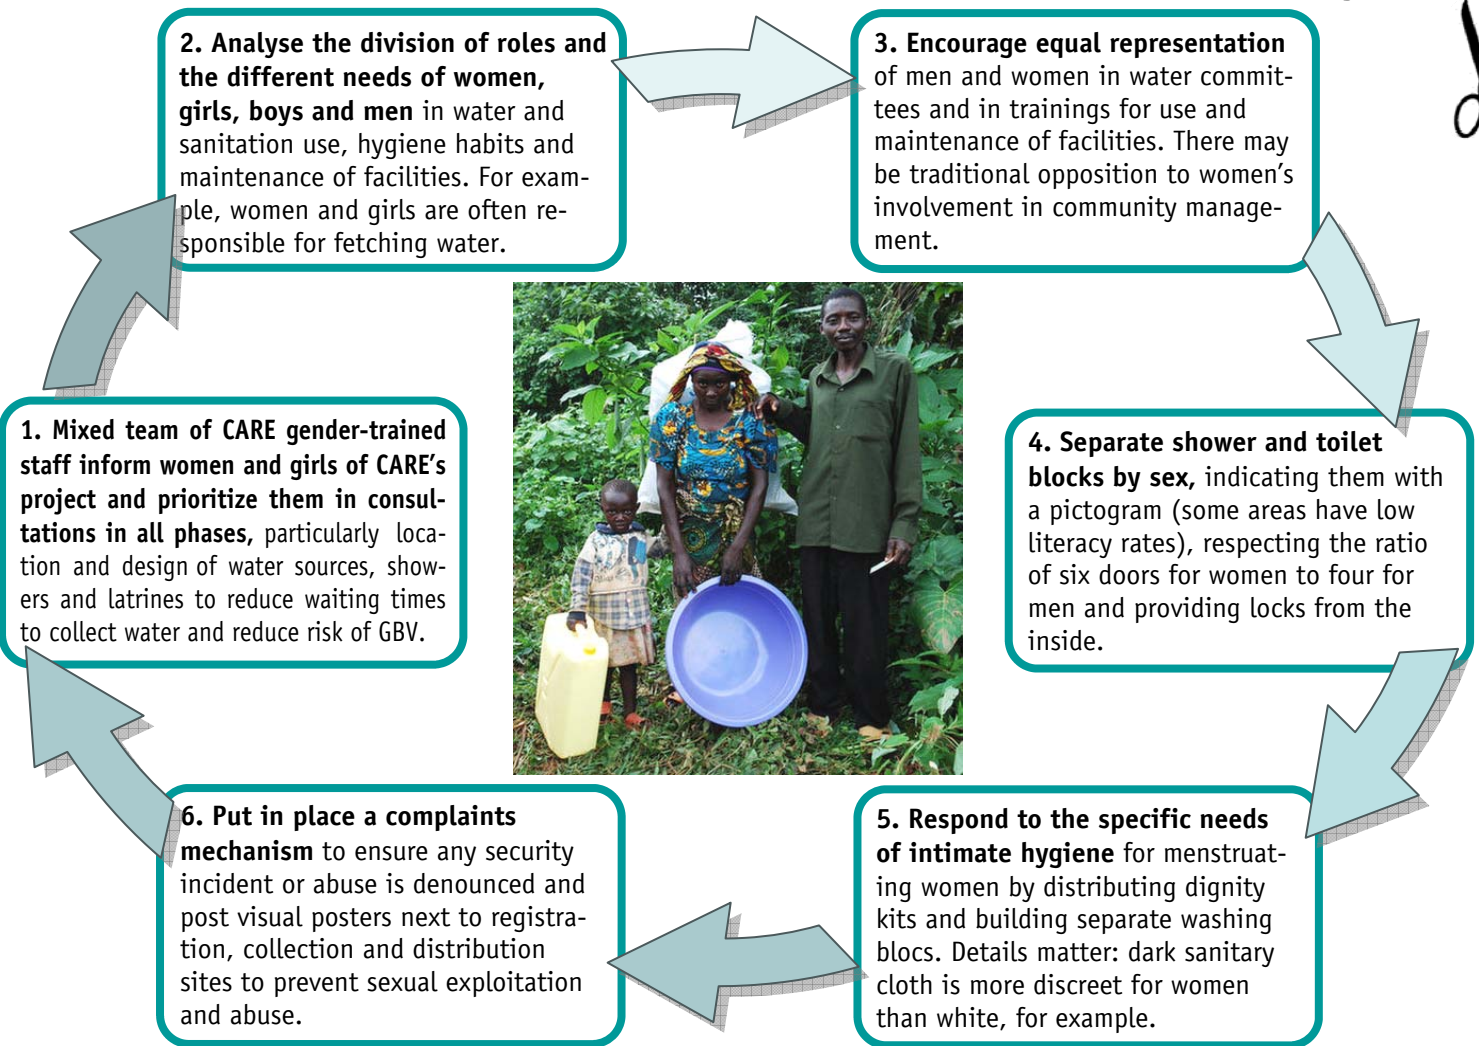 1. Mixed team of CARE gender-trained
staff inform women and girls of CARE's
project and prioritize them in consul-
tations in all phases, particularly loca-
tion and design of water sources, show-
ers and latrines to reduce waiting times
to collect water and reduce risk of GBV.
2. Analyse the division of roles and
the different needs of women,
girls, boys and men in water and
sanitation use, hygiene habits and
maintenance of facilities. For exam-
ple, women and girls are often re-
sponsible for fetching water.
3. Encourage equal representation
of men and women in water commit-
tees and in trainings for use and
maintenance of facilities. There may
be traditional opposition to women's
involvement in community manage-
ment.
4. Separate shower and toilet
blocks by sex, indicating them with
a pictogram (some areas have low
literacy rates), respecting the ratio
of six doors for women to four for
men and providing locks from the
inside.
5. Respond to the specific needs
of intimate hygiene for menstruat-
ing women by distributing dignity
kits and building separate washing
blocs. Details matter: dark sanitary
cloth is more discreet for women
than white, for example.
6. Put in place a complaints
mechanism to ensure any security
incident or abuse is denounced and
post visual posters next to registra-
tion, collection and distribution
sites to prevent sexual exploitation
and abuse.